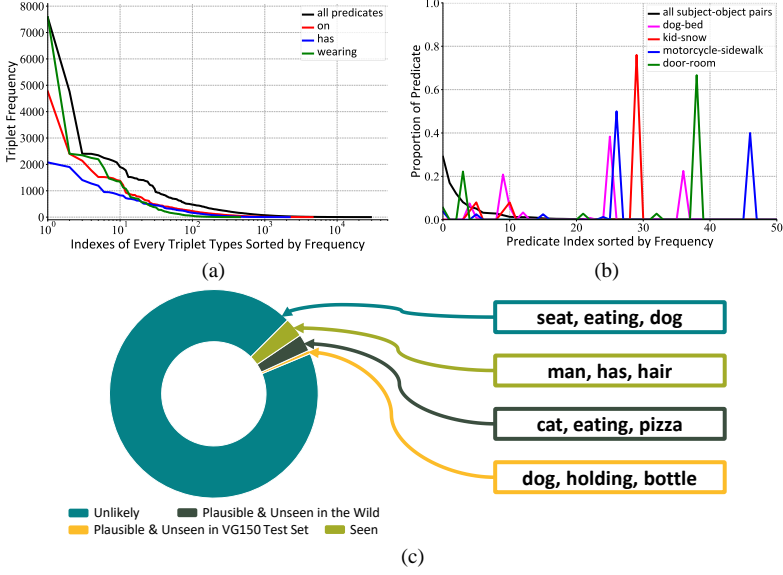 8000
7000
6000
5000
4000
3000
2000
1000
0
Triplet Frequency
all predicates
on
has
wearing
10^0
10^1
10^2
10^3
10^4
Indexes of Every Triplet Types Sorted by Frequency
(a)
1.0
0.8
0.6
0.4
0.2
0.0
Proportion of Predicate
all subject-object pairs
dog-bed
kid-snow
motorcycle-sidewalk
door-room
0 10 20 30 40 50
Predicate Index sorted by Frequency
(b)
seat, eating, dog
man, has, hair
cat, eating, pizza
dog, holding, bottle
Unlikely Plausible & Unseen in the Wild
Plausible & Unseen in VG150 Test Set Seen
(c)